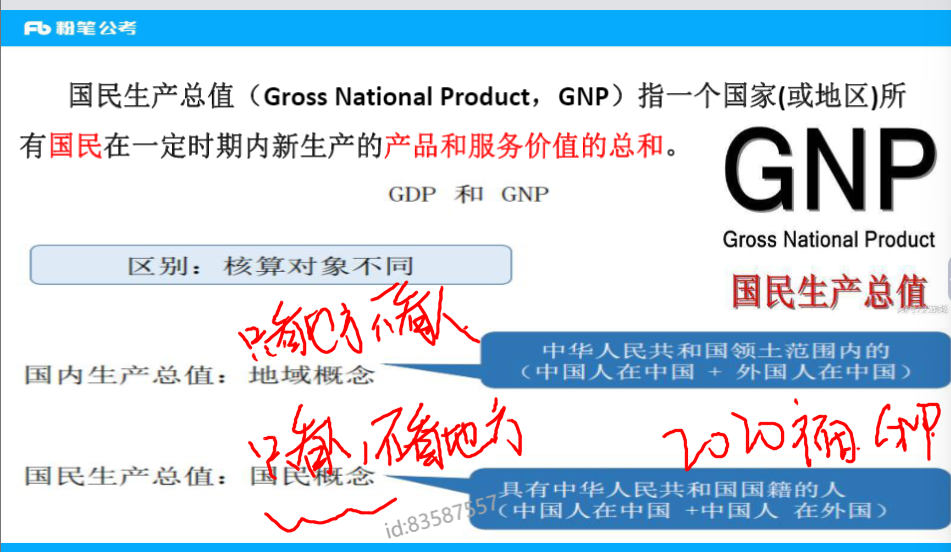 粉笔公考
国民生产总值（Gross National Product，GNP）指一个国家(或地区)所
有国民在一定时期内新生产的产品和服务价值的总和。
GNP
Gross National Product
国民生产总值
GDP 和 GNP
区别：核算对象不同
只看地方不看人
国内生产总值：地域概念
中华人民共和国领土范围内的
（中国人在中国 + 外国人在中国）
只看人，不看地方
GNP
国民生产总值：国民概念
具有中华人民共和国国籍的人
（中国人在中国 +中国人 在外国）
id:83587557